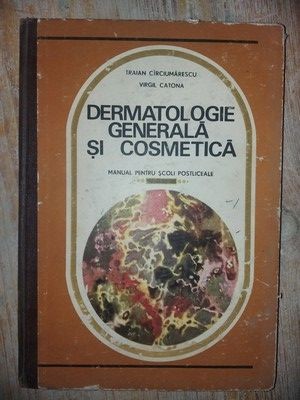 TRAIAN CÎRCIUMĂRESCU
VIRGIL CATONA
DERMATOLOGIE
GENERALĂ
ȘI COSMETICĂ
MANUAL PENTRU ȘCOLI POSTLICEALE